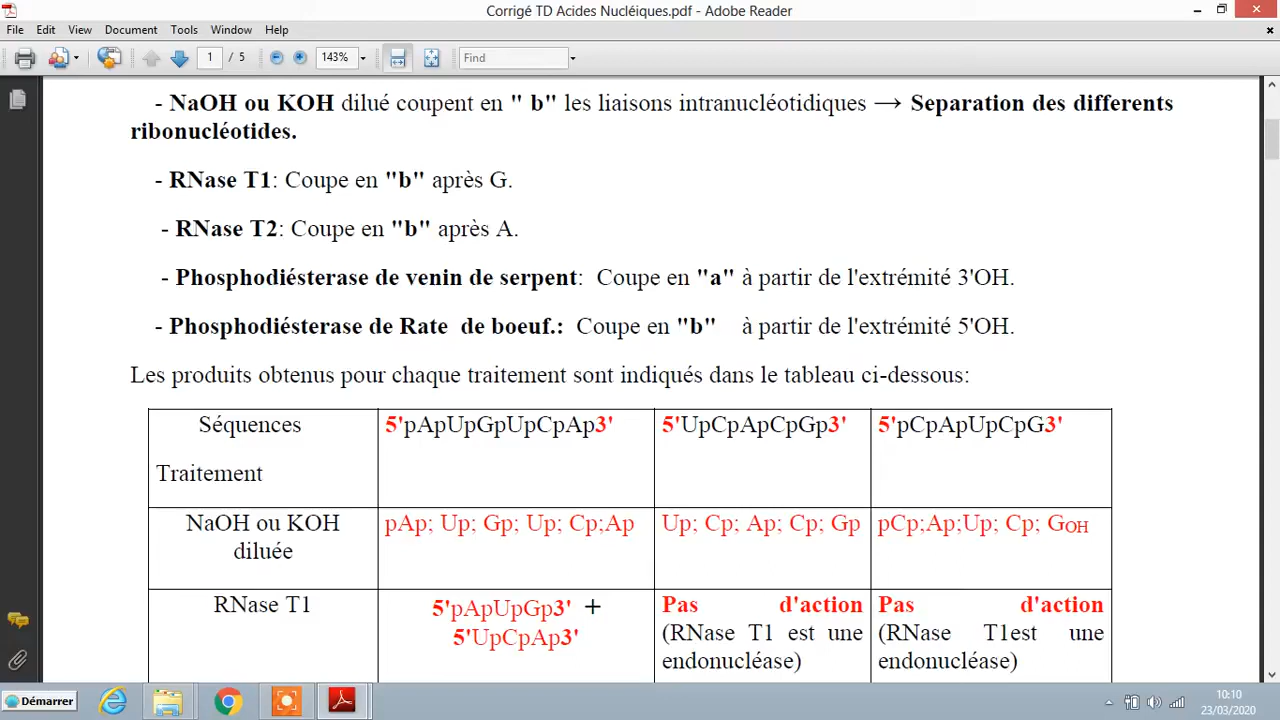 Corrigé TD Acides Nucléiques.pdf - Adobe Reader
File Edit View Document Tools Window Help
1 / 5 143% Find
- NaOH ou KOH dilué coupent en " b" les liaisons intranucléotidiques → Separation des differents
ribonucléotides.
- RNase T1: Coupe en "b" après G.
- RNase T2: Coupe en "b" après A.
- Phosphodiésterase de venin de serpent: Coupe en "a" à partir de l'extrémité 3'OH.
- Phosphodiésterase de Rate de boeuf.: Coupe en "b" à partir de l'extrémité 5'OH.
Les produits obtenus pour chaque traitement sont indiqués dans le tableau ci-dessous:
Séquences 5'pApUpGpUpCpAp3' 5'UpCpApCpGp3' 5'pCpApUpCpG3'
Traitement
NaOH ou KOH pAp; Up; Gp; Up; Cp;Ap Up; Cp; Ap; Cp; Gp pCp;Ap;Up; Cp; GOH
diluée
RNase T1 5'pApUpGp3' + Pas d'action Pas d'action
5'UpCpAp3' (RNase T1 est une (RNase T1est une
endonucléase) endonucléase)
Démarrer
10:10
23/03/2020